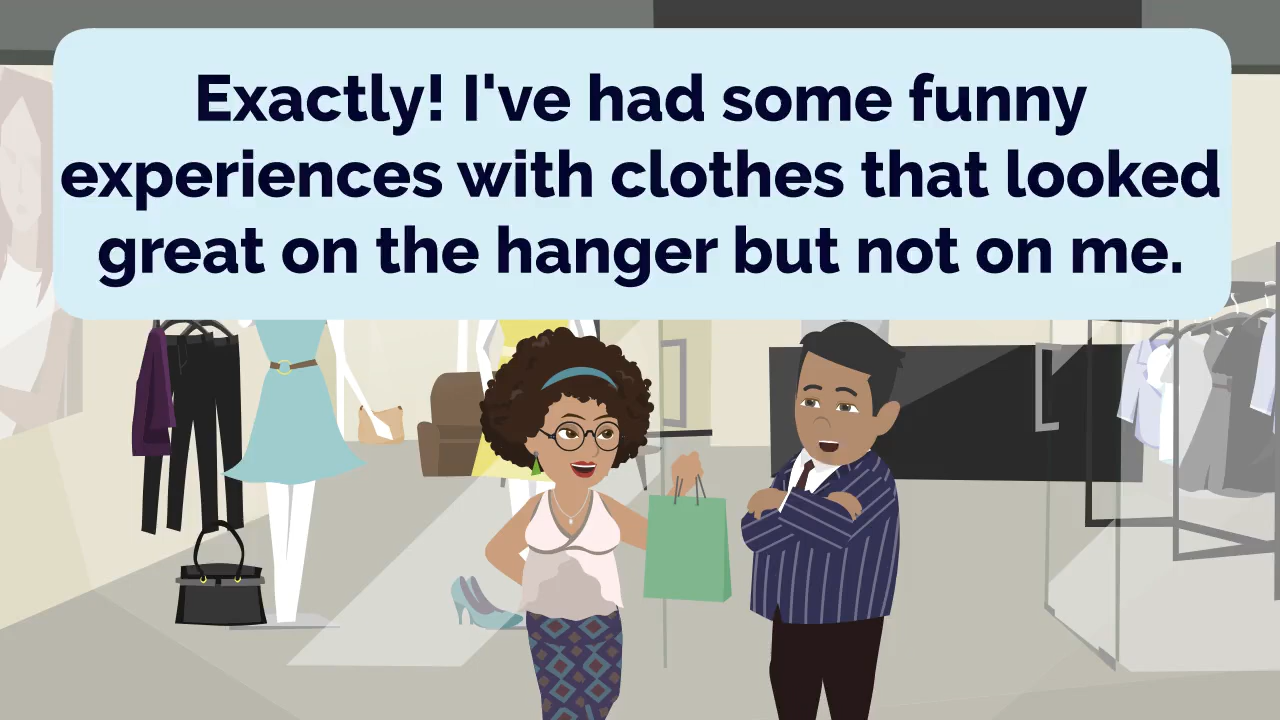 Exactly! I've had some funny
experiences with clothes that looked
great on the hanger but not on me.